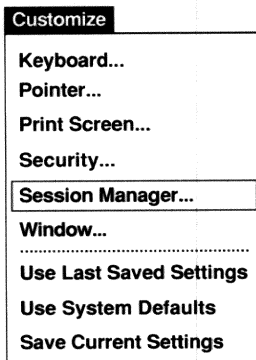 Customize
Keyboard...
Pointer...
Print Screen...
Security...
Session Manager...
Window...
Use Last Saved Settings
Use System Defaults
Save Current Settings